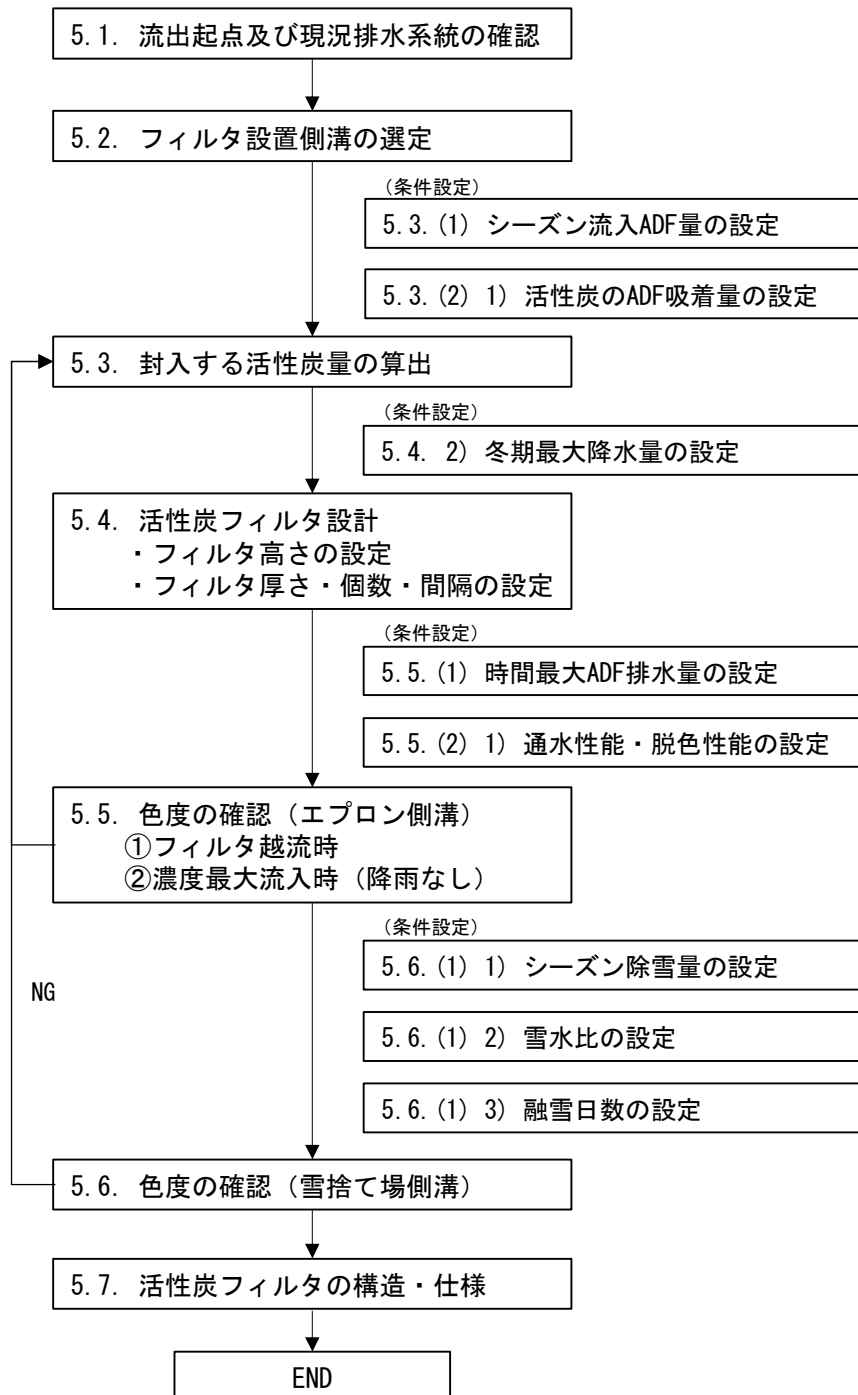 5.1. 流出起点及び現況排水系統の確認
5.2. フィルタ設置側溝の選定
(条件設定)
5.3.(1) シーズン流入ADF量の設定
5.3.(2) 1) 活性炭のADF吸着量の設定
5.3. 封入する活性炭量の算出
(条件設定)
5.4. 2) 冬期最大降水量の設定
5.4. 活性炭フィルタ設計
・フィルタ高さの設定
・フィルタ厚さ・個数・間隔の設定
(条件設定)
5.5.(1) 時間最大ADF排水量の設定
5.5.(2) 1) 通水性能・脱色性能の設定
5.5. 色度の確認（エプロン側溝）
①フィルタ越流時
②濃度最大流入時（降雨なし）
(条件設定)
5.6.(1) 1) シーズン除雪量の設定
NG
5.6.(1) 2) 雪水比の設定
5.6.(1) 3) 融雪日数の設定
5.6. 色度の確認（雪捨て場側溝）
5.7. 活性炭フィルタの構造・仕様
END